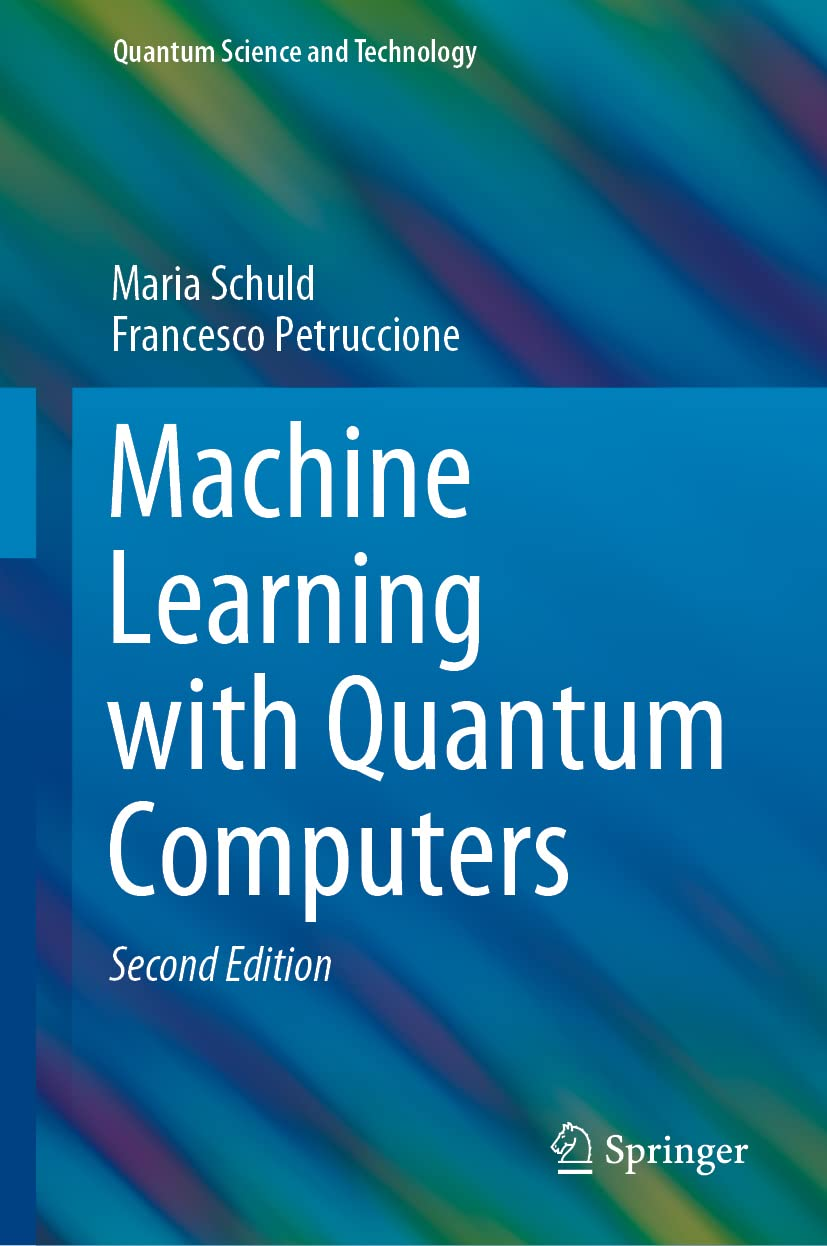 Quantum Science and Technology
Maria Schuld
Francesco Petruccione
Machine
Learning
with Quantum
Computers
Second Edition
Springer